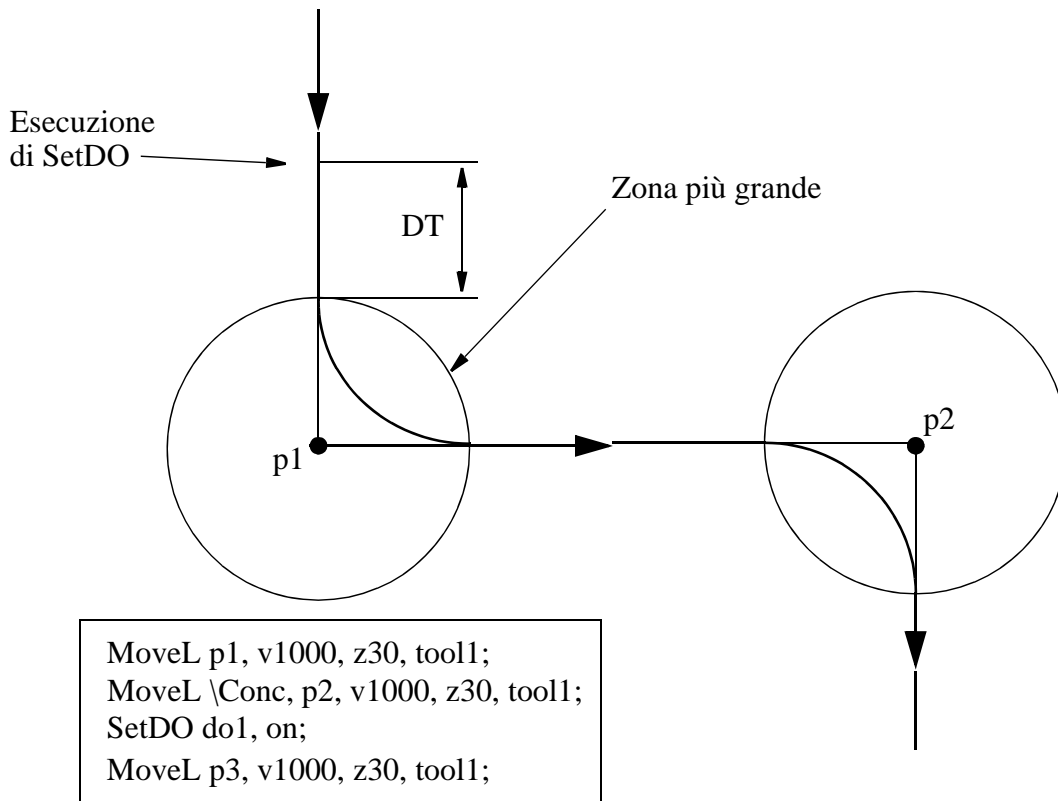 Esecuzione
di SetDO
Zona più grande
DT
p1
p2
MoveL p1, v1000, z30, tool1;
MoveL \Conc, p2, v1000, z30, tool1;
SetDO do1, on;
MoveL p3, v1000, z30, tool1;